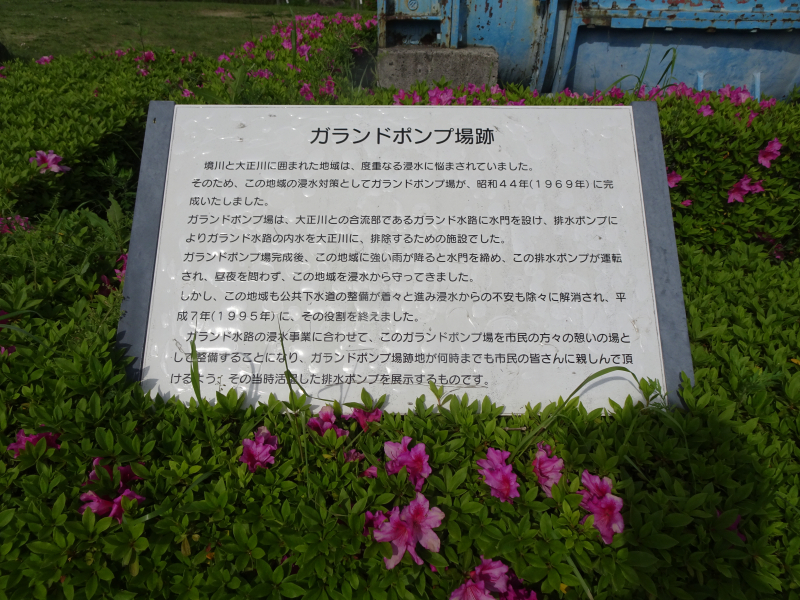 ガランドポンプ場跡
境川と大正川に囲まれた地域は、度重なる浸水に悩まされていました。
そのため、この地域の浸水対策としてガランドポンプ場が、昭和44年(1969年)に完
成いたしました。
ガランドポンプ場は、大正川との合流部であるガランド水路に水門を設け、排水ポンプに
よりガランド水路の内水を大正川に、排除するための施設でした。
ガランドポンプ場完成後、この地域に強い雨が降ると水門を締め、この排水ポンプが運転
され、昼夜を問わず、この地域を浸水から守ってきました。
しかし、この地域も公共下水道の整備が着々と進み浸水からの不安も除々に解消され、平
成7年(1995年)に、その役割を終えました。
ガランド水路の浸水事業に合わせて、このガランドポンプ場を市民の方々の憩いの場と
して整備することになり、ガランドポンプ場跡地が何時までも市民の皆さんに親しんで頂
けるよう、その当時活躍した排水ポンプを展示するものです。